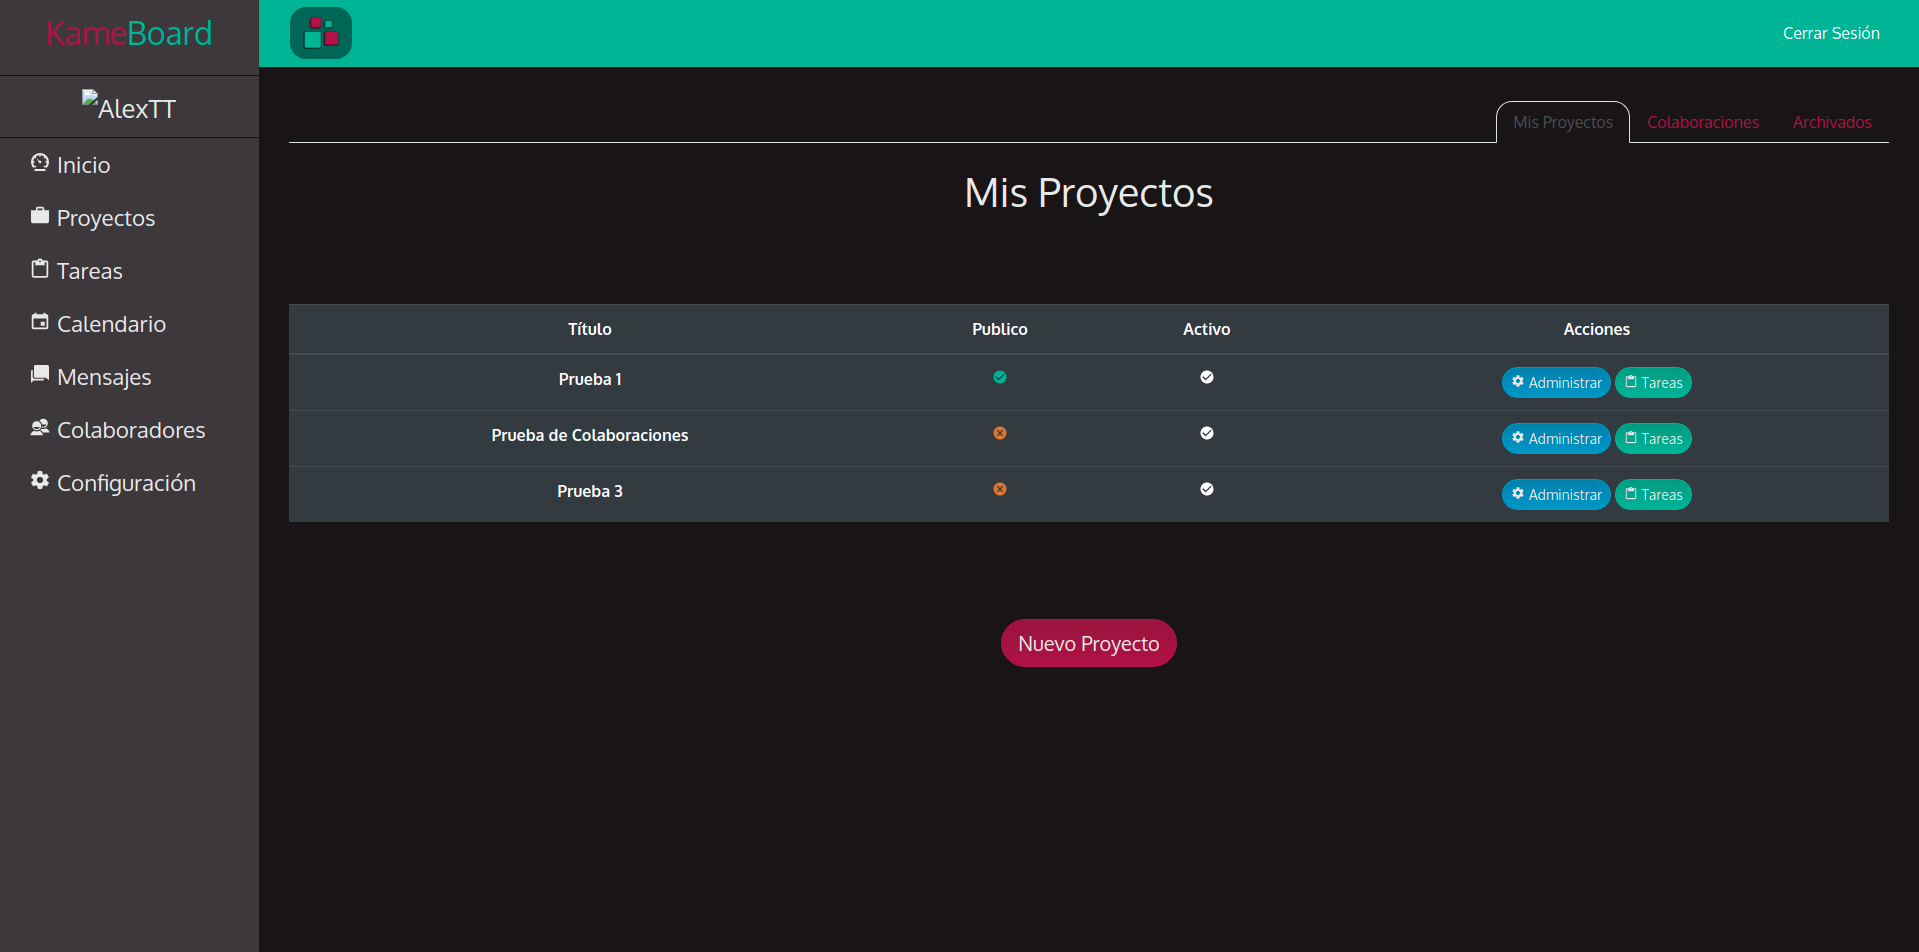 KameBoard
Cerrar Sesión
AlexTT
Inicio
Proyectos
Tareas
Calendario
Mensajes
Colaboradores
Configuración
Mis Proyectos Colaboraciones Archivados
Mis Proyectos
Título Publico Activo Acciones
Prueba 1 Administrar Tareas
Prueba de Colaboraciones Administrar Tareas
Prueba 3 Administrar Tareas
Nuevo Proyecto